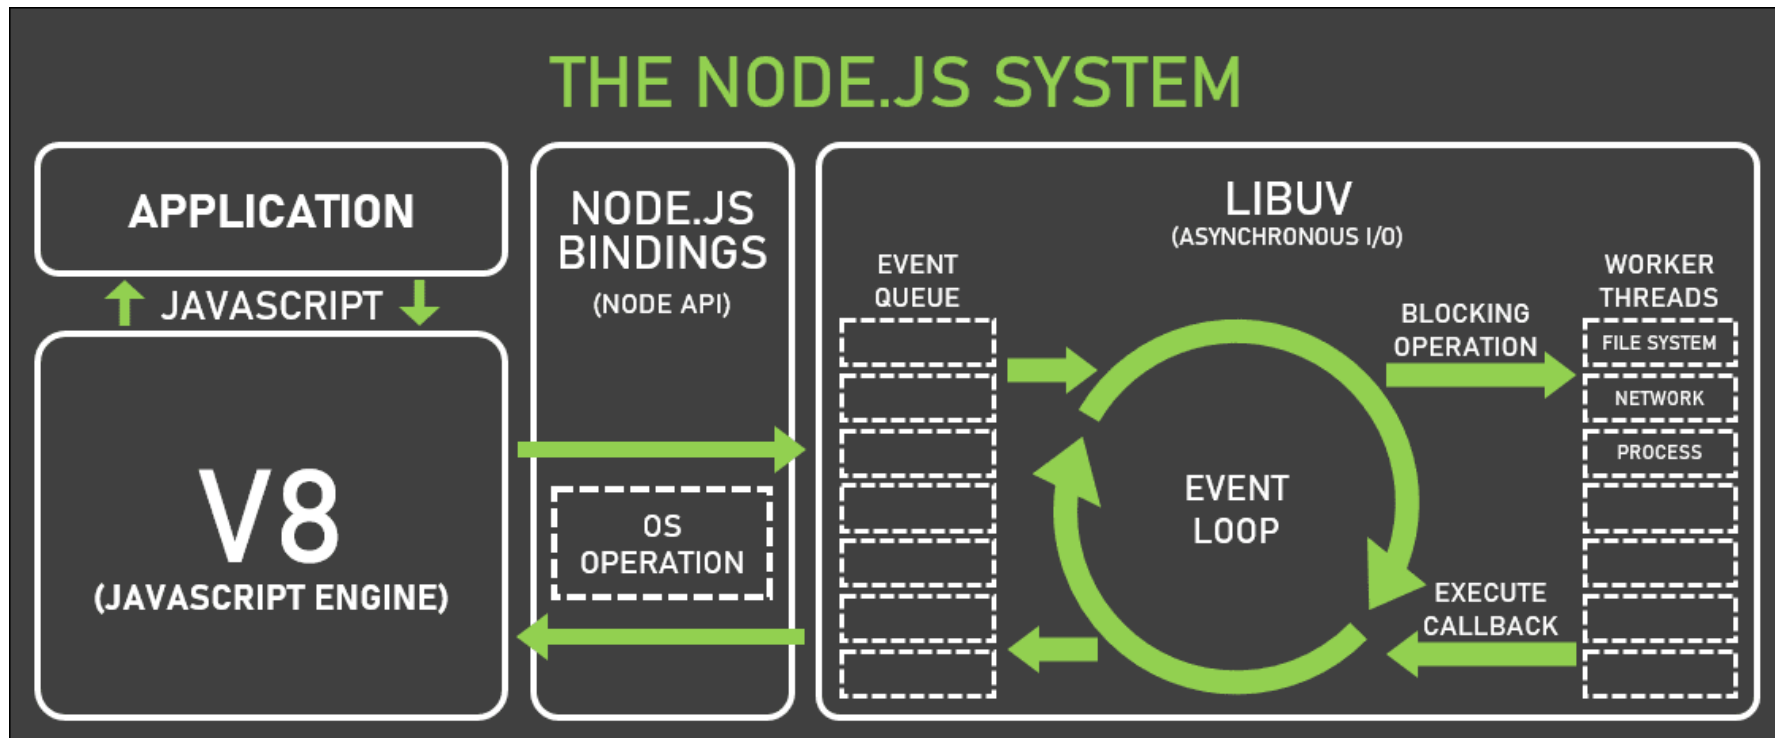 THE NODE.JS SYSTEM
APPLICATION
JAVASCRIPT
V8
(JAVASCRIPT ENGINE)
NODE.JS
BINDINGS
(NODE API)
OS
OPERATION
LIBUV
(ASYNCHRONOUS I/O)
EVENT
QUEUE
EVENT
LOOP
BLOCKING
OPERATION
EXECUTE
CALLBACK
WORKER
THREADS
FILE SYSTEM
NETWORK
PROCESS